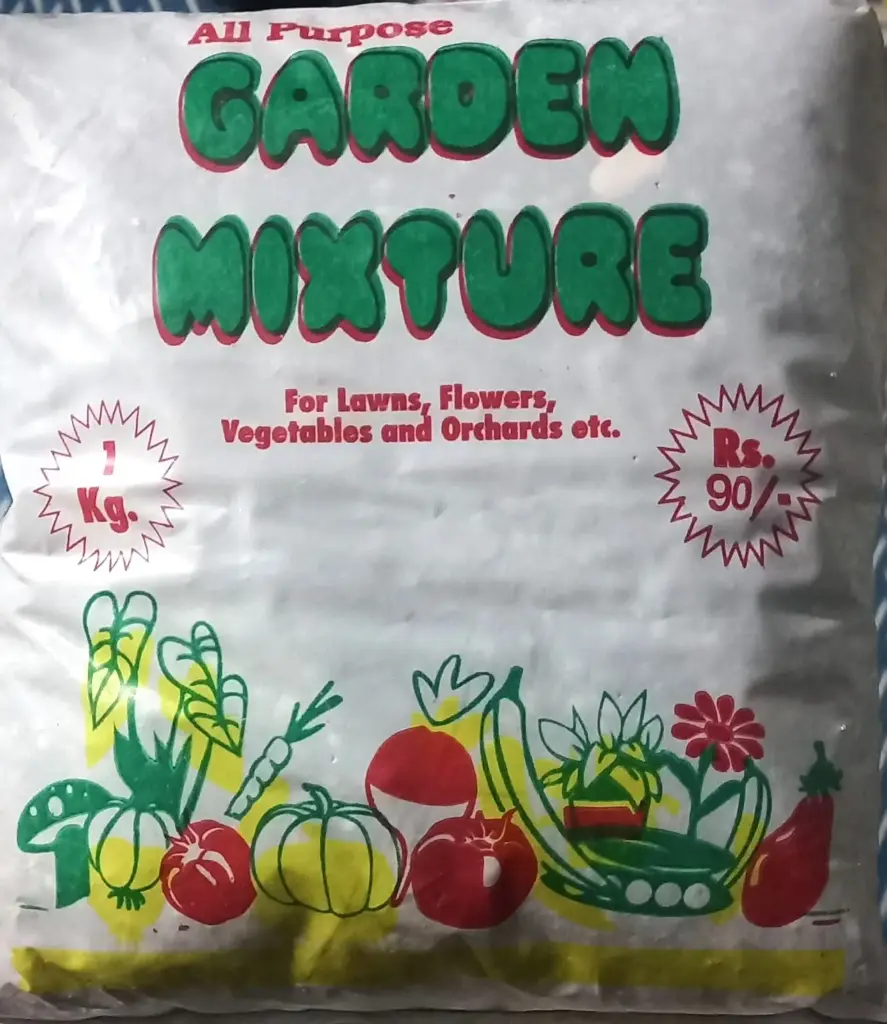 All Purpose
GARDEN
MIXTURE
For Lawns, Flowers,
Vegetables and Orchards etc.
1
Kg.
Rs.
90/-